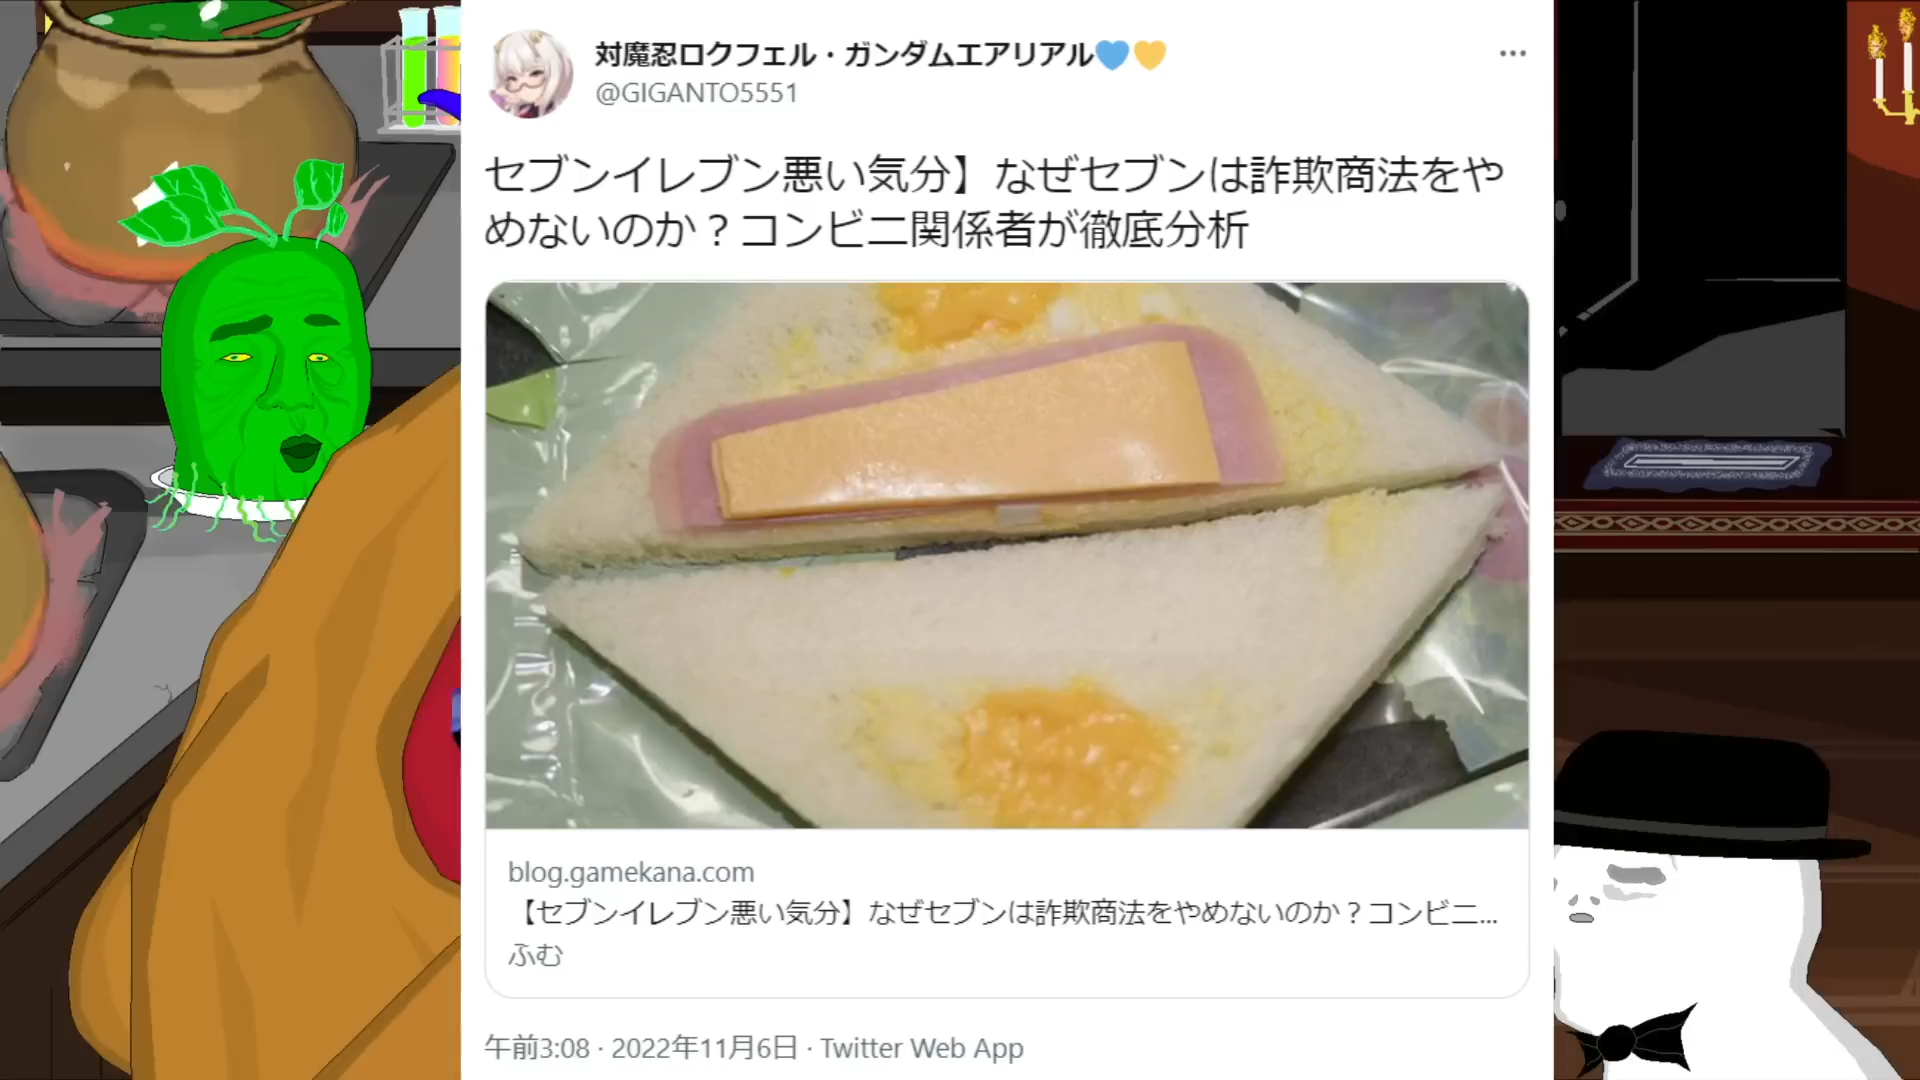 対魔忍ロクフェル・ガンダムエアリアル💙💛
@GIGANTO5551
セブンイレブン悪い気分】なぜセブンは詐欺商法をや
めないのか？コンビニ関係者が徹底分析
blog.gamekana.com
【セブンイレブン悪い気分】なぜセブンは詐欺商法をやめないのか？コンビニ...
ふむ
午前3:08 · 2022年11月6日 · Twitter Web App